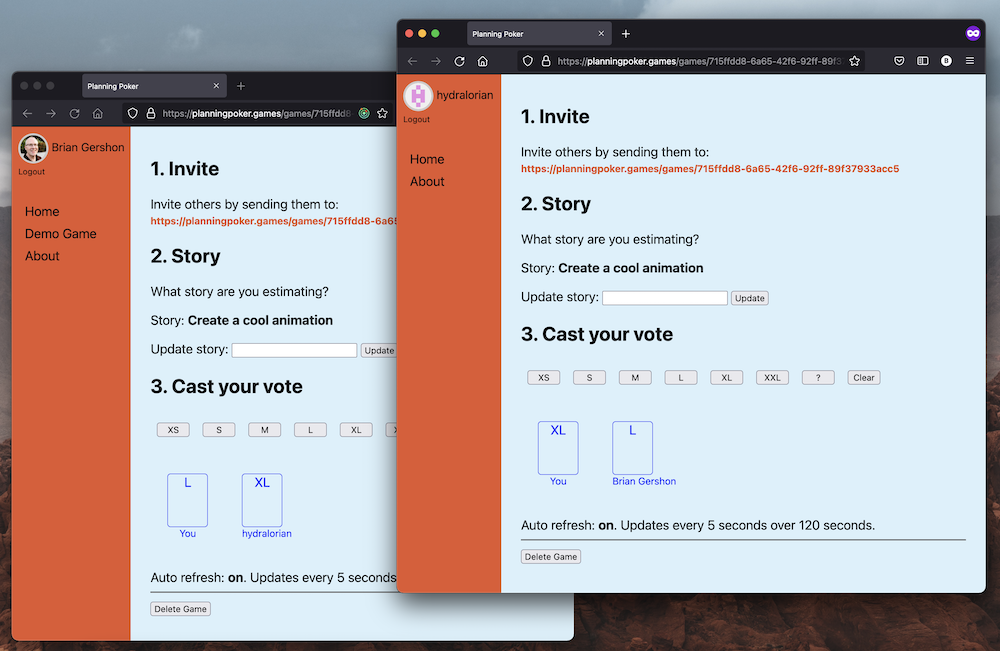 Planning Poker
https://planningpoker.games/games/715ffdd8
Brian Gershon
Logout
Home
Demo Game
About
1. Invite
Invite others by sending them to:
https://planningpoker.games/games/715ffdd8-6a65
2. Story
What story are you estimating?
Story: Create a cool animation
Update story:
Update
3. Cast your vote
XS S M L XL
L XL
You hydralorian
Auto refresh: on. Updates every 5 seconds
Delete Game
Planning Poker
https://planningpoker.games/games/715ffdd8-6a65-42f6-92ff-89f3
B
hydralorian
Logout
Home
About
1. Invite
Invite others by sending them to:
https://planningpoker.games/games/715ffdd8-6a65-42f6-92ff-89f37933acc5
2. Story
What story are you estimating?
Story: Create a cool animation
Update story:
Update
3. Cast your vote
XS S M L XL XXL ? Clear
XL L
You Brian Gershon
Auto refresh: on. Updates every 5 seconds over 120 seconds.
Delete Game